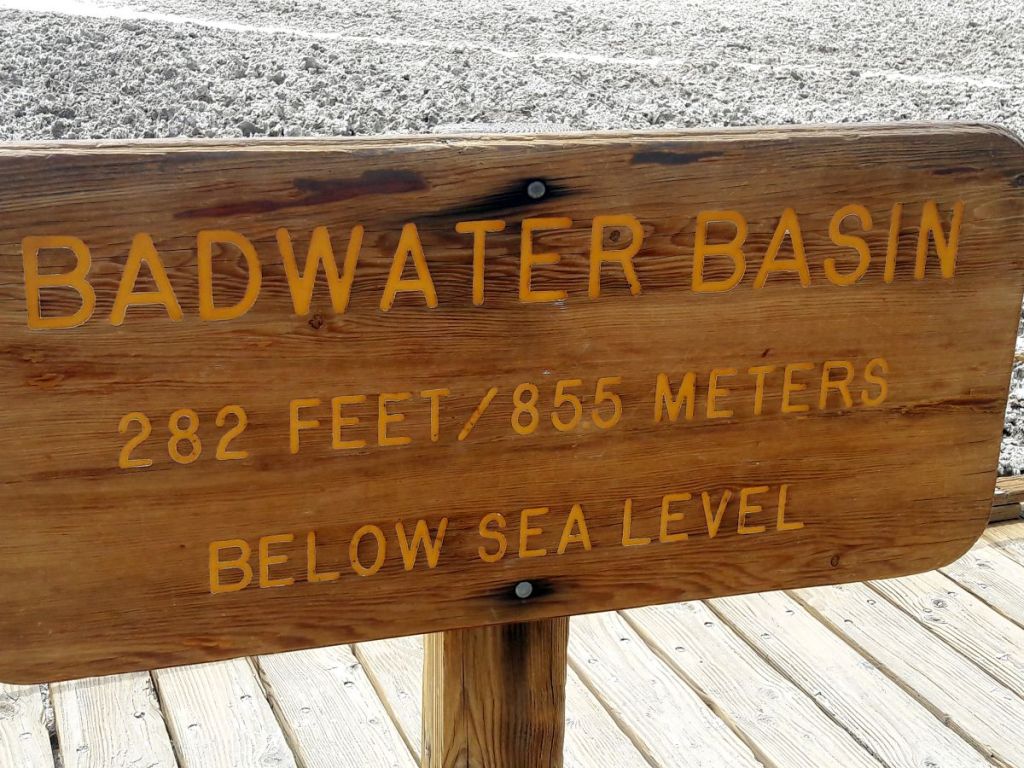 BADWATER BASIN
282 FEET/855 METERS
BELOW SEA LEVEL